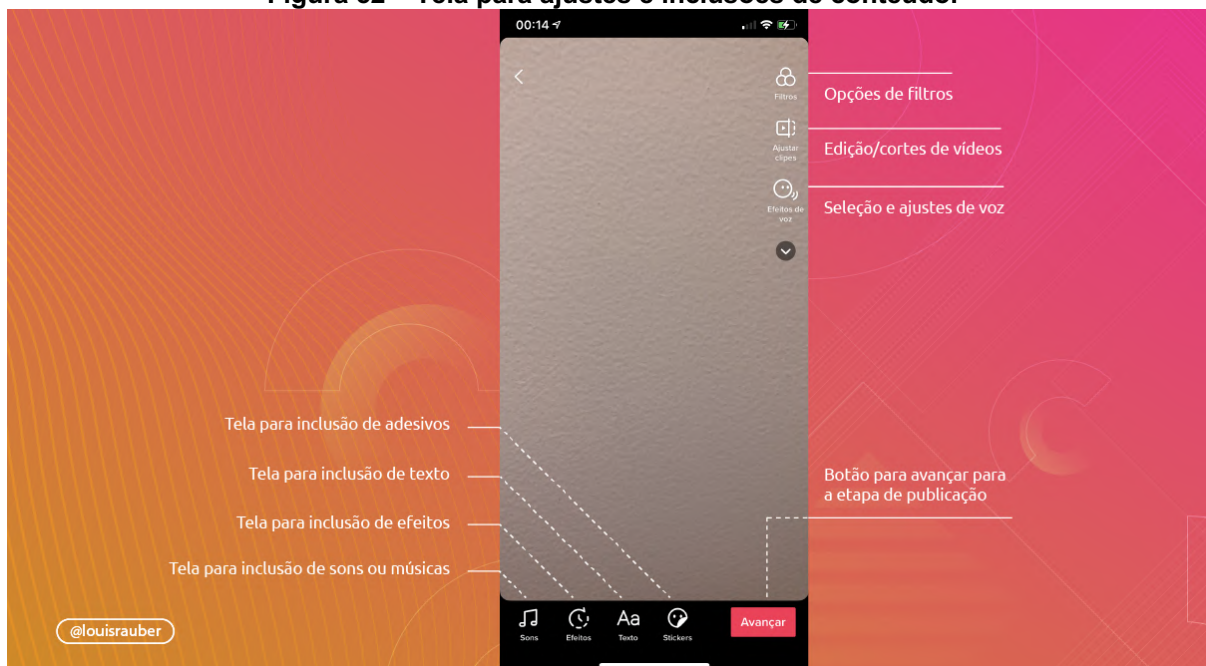 Figura 32 – Tela para ajustes e inclusões de conteúdo.
00:14
Filtros
Opções de filtros
Ajustar
clipes
Edição/cortes de vídeos
Efeitos de
voz
Seleção e ajustes de voz
Tela para inclusão de adesivos
Tela para inclusão de texto
Tela para inclusão de efeitos
Tela para inclusão de sons ou músicas
Botão para avançar para
a etapa de publicação
@louisrauber
Sons
Efeitos
Aa
Texto
Stickers
Avançar